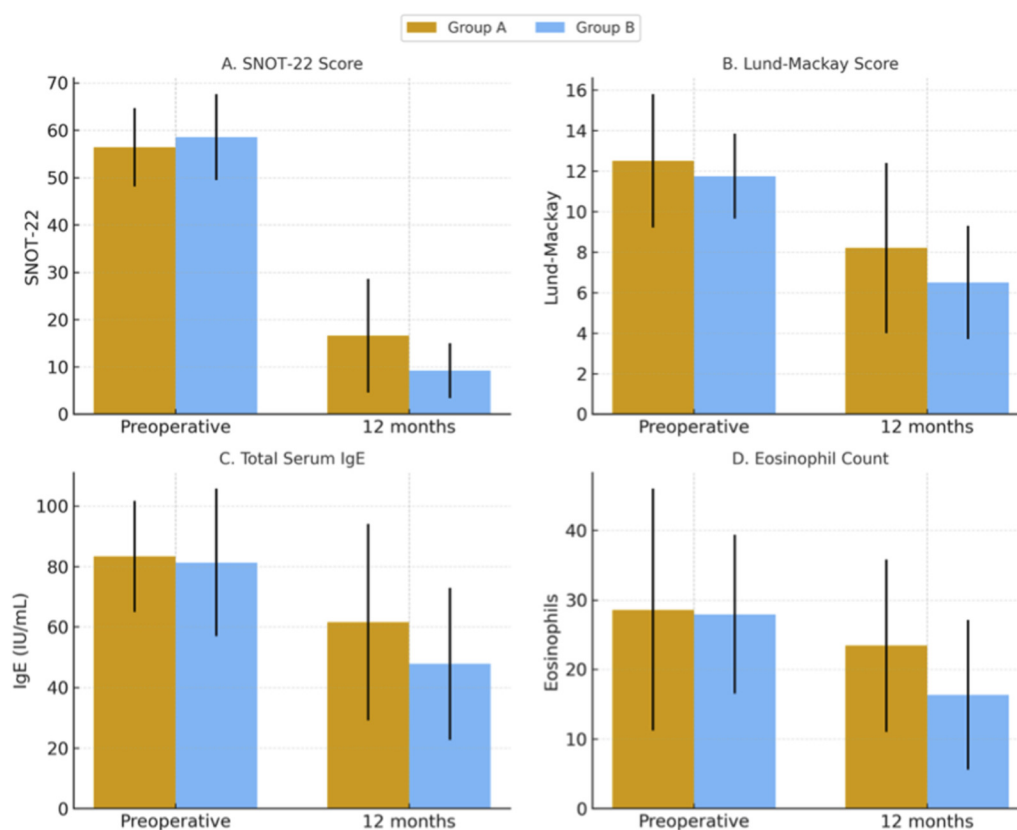 Group A Group B
A. SNOT-22 Score
70
60
50
40
30
20
10
0
SNOT-22
Preoperative 12 months
B. Lund-Mackay Score
16
14
12
10
8
6
4
2
0
Lund-Mackay
Preoperative 12 months
C. Total Serum IgE
100
80
60
40
20
0
IgE (IU/mL)
Preoperative 12 months
D. Eosinophil Count
40
30
20
10
0
Eosinophils
Preoperative 12 months